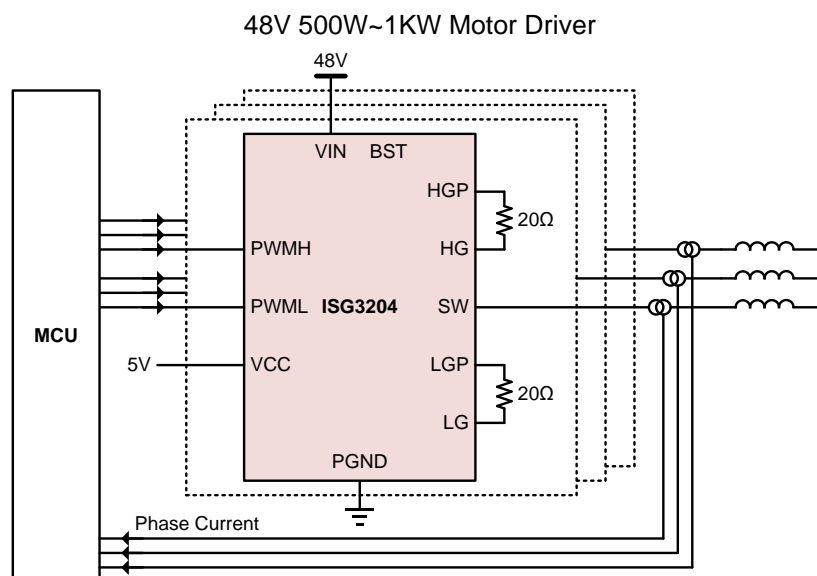 48V 500W~1KW Motor Driver
48V
VIN BST
HGP
20Ω
PWMH
HG
PWML
ISG3204
SW
MCU
5V
VCC
LGP
20Ω
LG
PGND
Phase Current